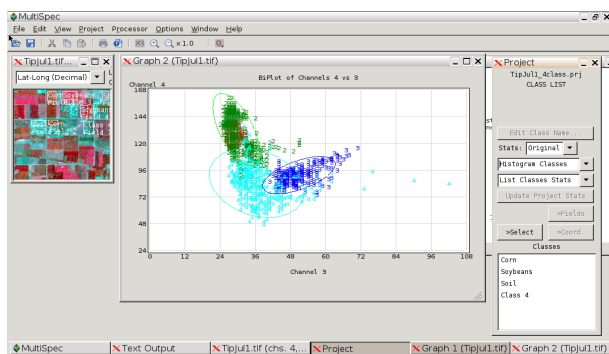 MultiSpec
File Edit View Project Processor Options Window Help
x1.0
TipJul1.tif...
Lat-Long (Decimal)
Graph 2 (TipJul1.tif)
BiPlot of Channels 4 vs 3
Channel 4
168
144
120
96
72
48
24
0 12 24 36 48 60 72 84 96 108
Channel 3
Project
TipJul1_4class.prj
CLASS LIST
Edit Class Name...
Stats: Original
Histogram Classes
List Classes Stats
Update Project Stats
>Fields
>Select >Coord.
Classes
Corn
Soybeans
Soil
Class 4
MultiSpec Text Output TipJul1.tif (chs. 4,... Project Graph 1 (TipJul1.tif) Graph 2 (TipJul1.tif)